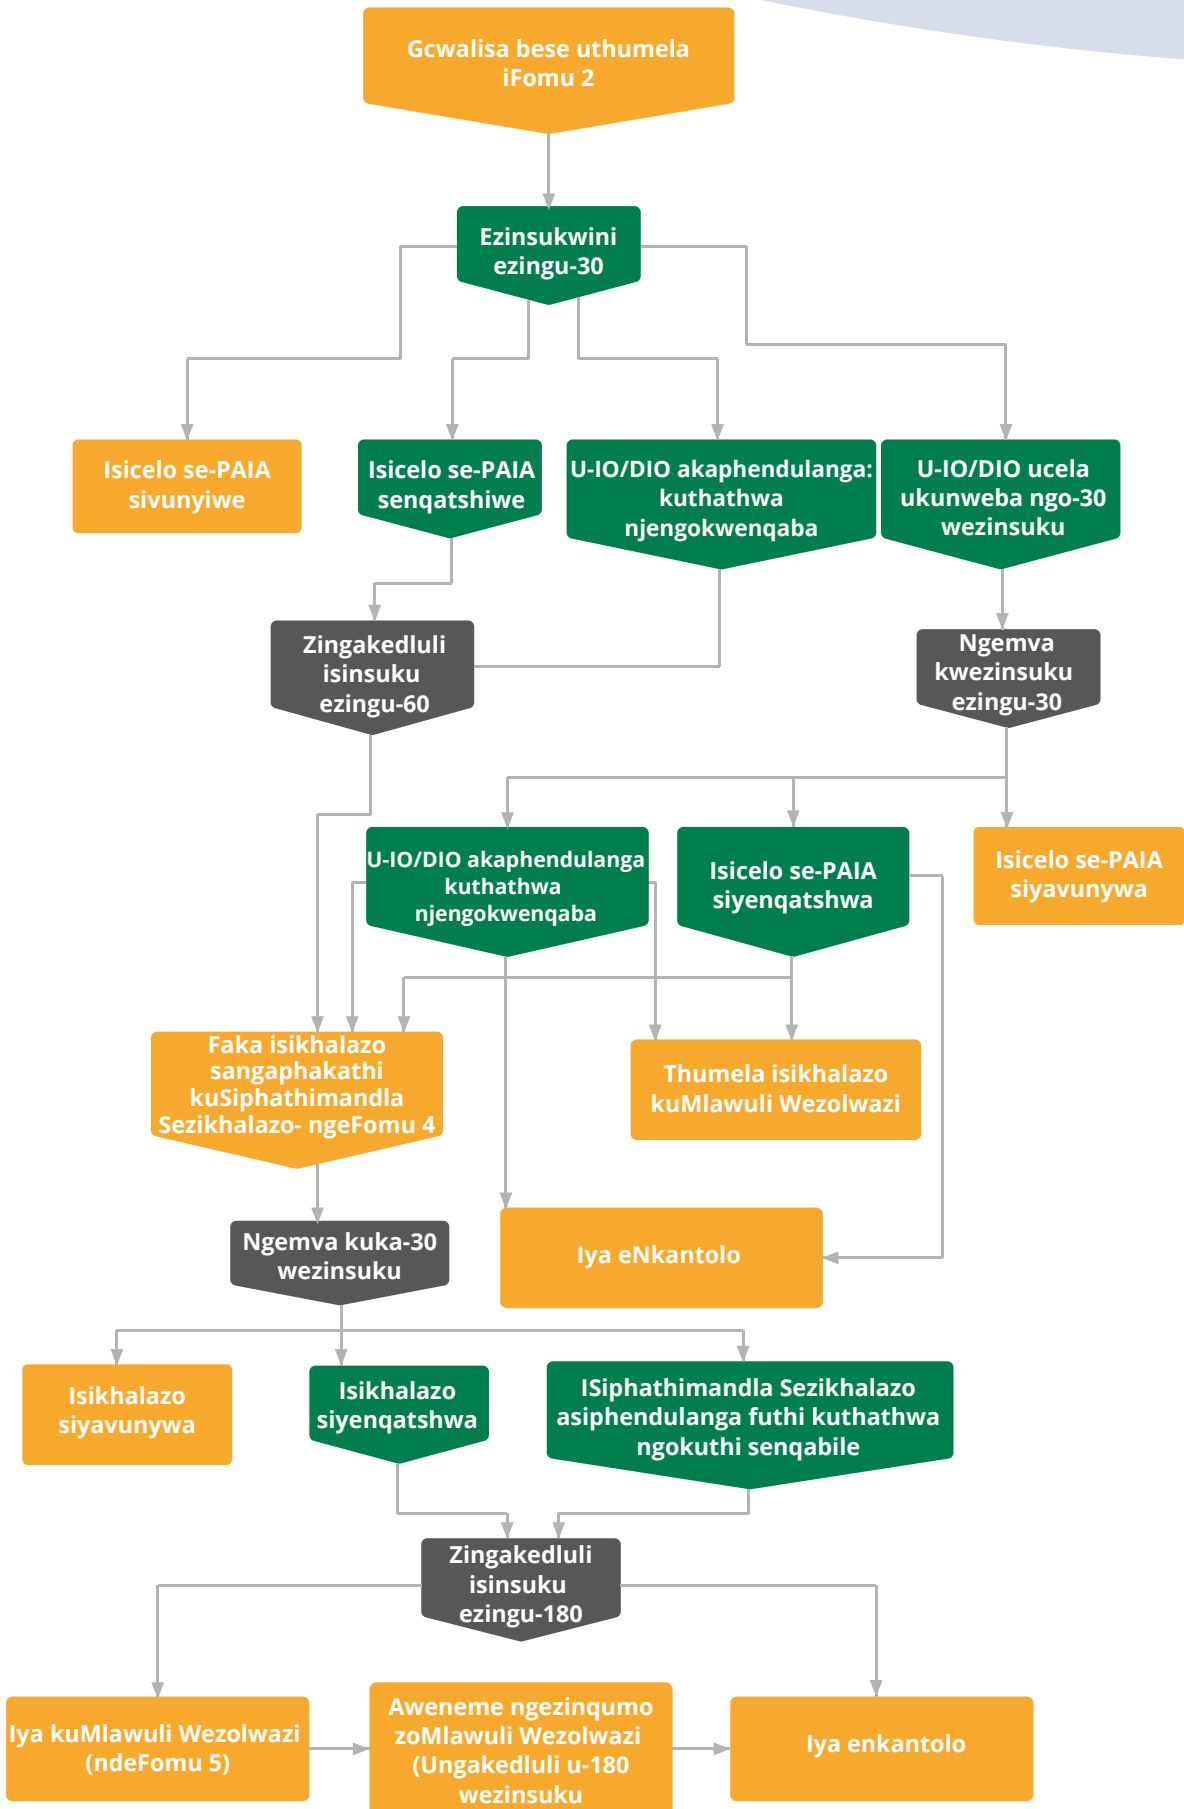 Gcwalisa bese uthumela
iFomu 2
Ezinsukwini
ezingu-30
Isicelo se-PAIA
sivunyiwe
Isicelo se-PAIA
senqatshiwe
U-IO/DIO akaphendulanga:
kuthathwa
njengokwenqaba
U-IO/DIO ucela
ukunweba ngo-30
wezinsuku
Zingakedluli
isinsuku
ezingu-60
Ngemva
kwezinsuku
ezingu-30
U-IO/DIO akaphendulanga
kuthathwa
njengokwenqaba
Isicelo se-PAIA
siyenqatshwa
Isicelo se-PAIA
siyavunywa
Faka isikhalazo
sangaphakathi
kuSiphathimandla
Sezikhalazo- ngeFomu 4
Thumela isikhalazo
kuMlawuli Wezolwazi
Ngemva kuka-30
wezinsuku
Iya eNkantolo
Isikhalazo
siyavunywa
Isikhalazo
siyenqatshwa
ISiphathimandla Sezikhalazo
asiphendulanga futhi kuthathwa
ngokuthi senqabile
Zingakedluli
isinsuku
ezingu-180
Iya kuMlawuli Wezolwazi
(ndeFomu 5)
Aweneme ngezinqumo
zoMlawuli Wezolwazi
(Ungakedluli u-180
wezinsuku
Iya enkantolo